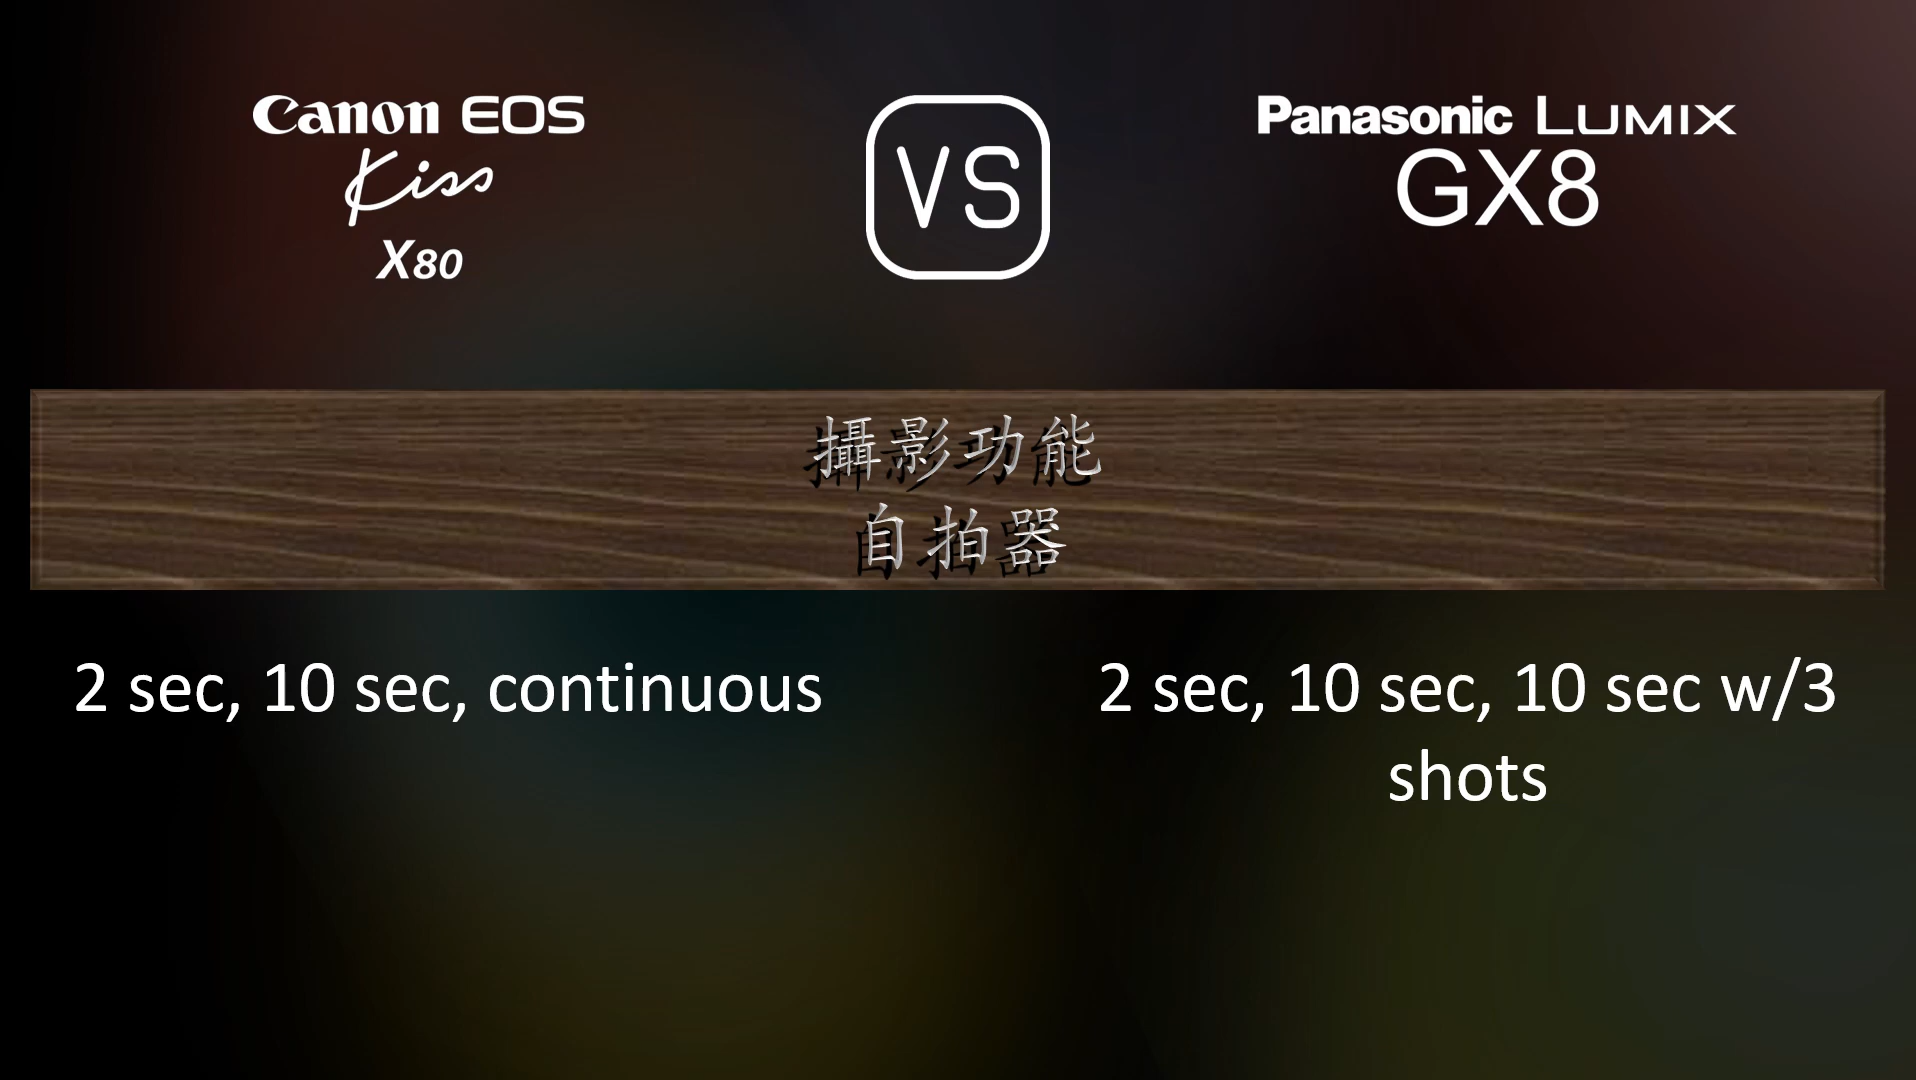 Canon EOS
Kiss
X80
VS
Panasonic LUMIX
GX8
攝影功能
自拍器
2 sec, 10 sec, continuous
2 sec, 10 sec, 10 sec w/3
shots